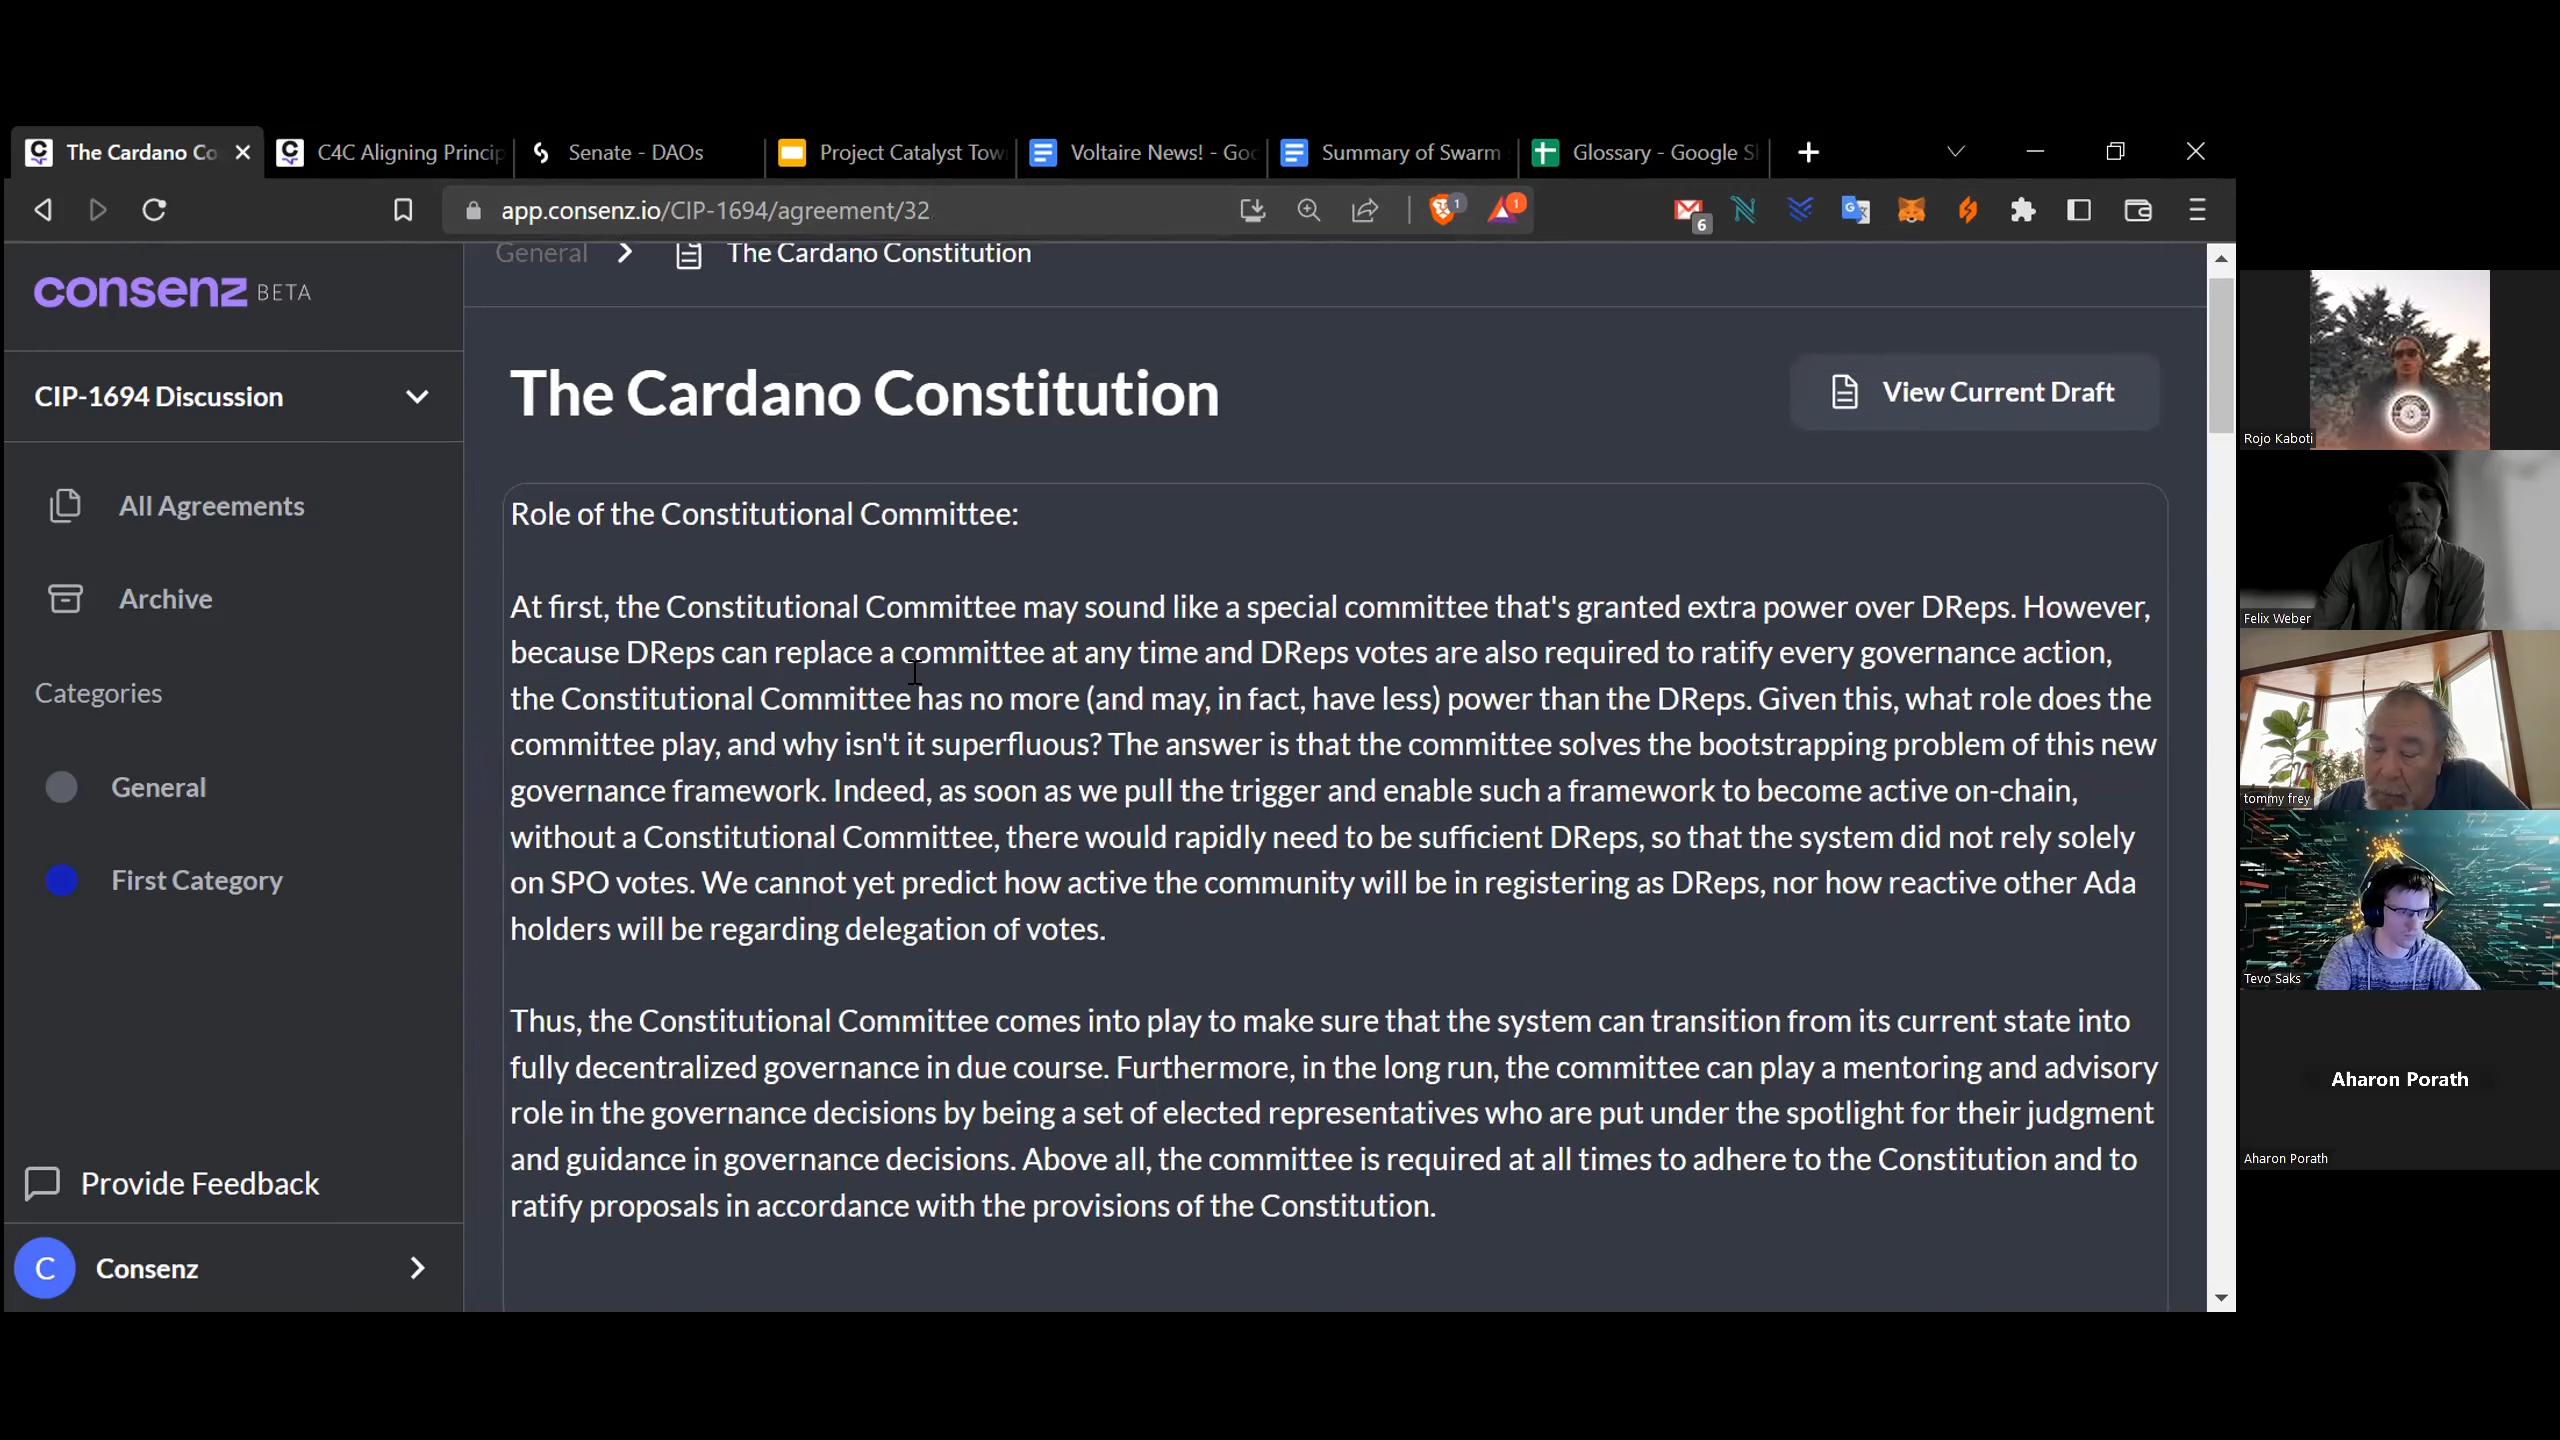 The Cardano Co
C4C Aligning Princip
Senate - DAOs
Project Catalyst Tow
Voltaire News! - Goo
Summary of Swarm
Glossary - Google Sh
app.consenz.io/CIP-1694/agreement/32
1
1
6
consenz BETA
CIP-1694 Discussion
All Agreements
Archive
Categories
General
First Category
Provide Feedback
C Consenz
General > The Cardano Constitution
The Cardano Constitution
View Current Draft
Role of the Constitutional Committee:
At first, the Constitutional Committee may sound like a special committee that's granted extra power over DReps. However,
because DReps can replace a committee at any time and DReps votes are also required to ratify every governance action,
the Constitutional Committee has no more (and may, in fact, have less) power than the DReps. Given this, what role does the
committee play, and why isn't it superfluous? The answer is that the committee solves the bootstrapping problem of this new
governance framework. Indeed, as soon as we pull the trigger and enable such a framework to become active on-chain,
without a Constitutional Committee, there would rapidly need to be sufficient DReps, so that the system did not rely solely
on SPO votes. We cannot yet predict how active the community will be in registering as DReps, nor how reactive other Ada
holders will be regarding delegation of votes.
Thus, the Constitutional Committee comes into play to make sure that the system can transition from its current state into
fully decentralized governance in due course. Furthermore, in the long run, the committee can play a mentoring and advisory
role in the governance decisions by being a set of elected representatives who are put under the spotlight for their judgment
and guidance in governance decisions. Above all, the committee is required at all times to adhere to the Constitution and to
ratify proposals in accordance with the provisions of the Constitution.
Rojo Kaboti
Felix Weber
tommy frey
Tevo Saks
Aharon Porath
Aharon Porath